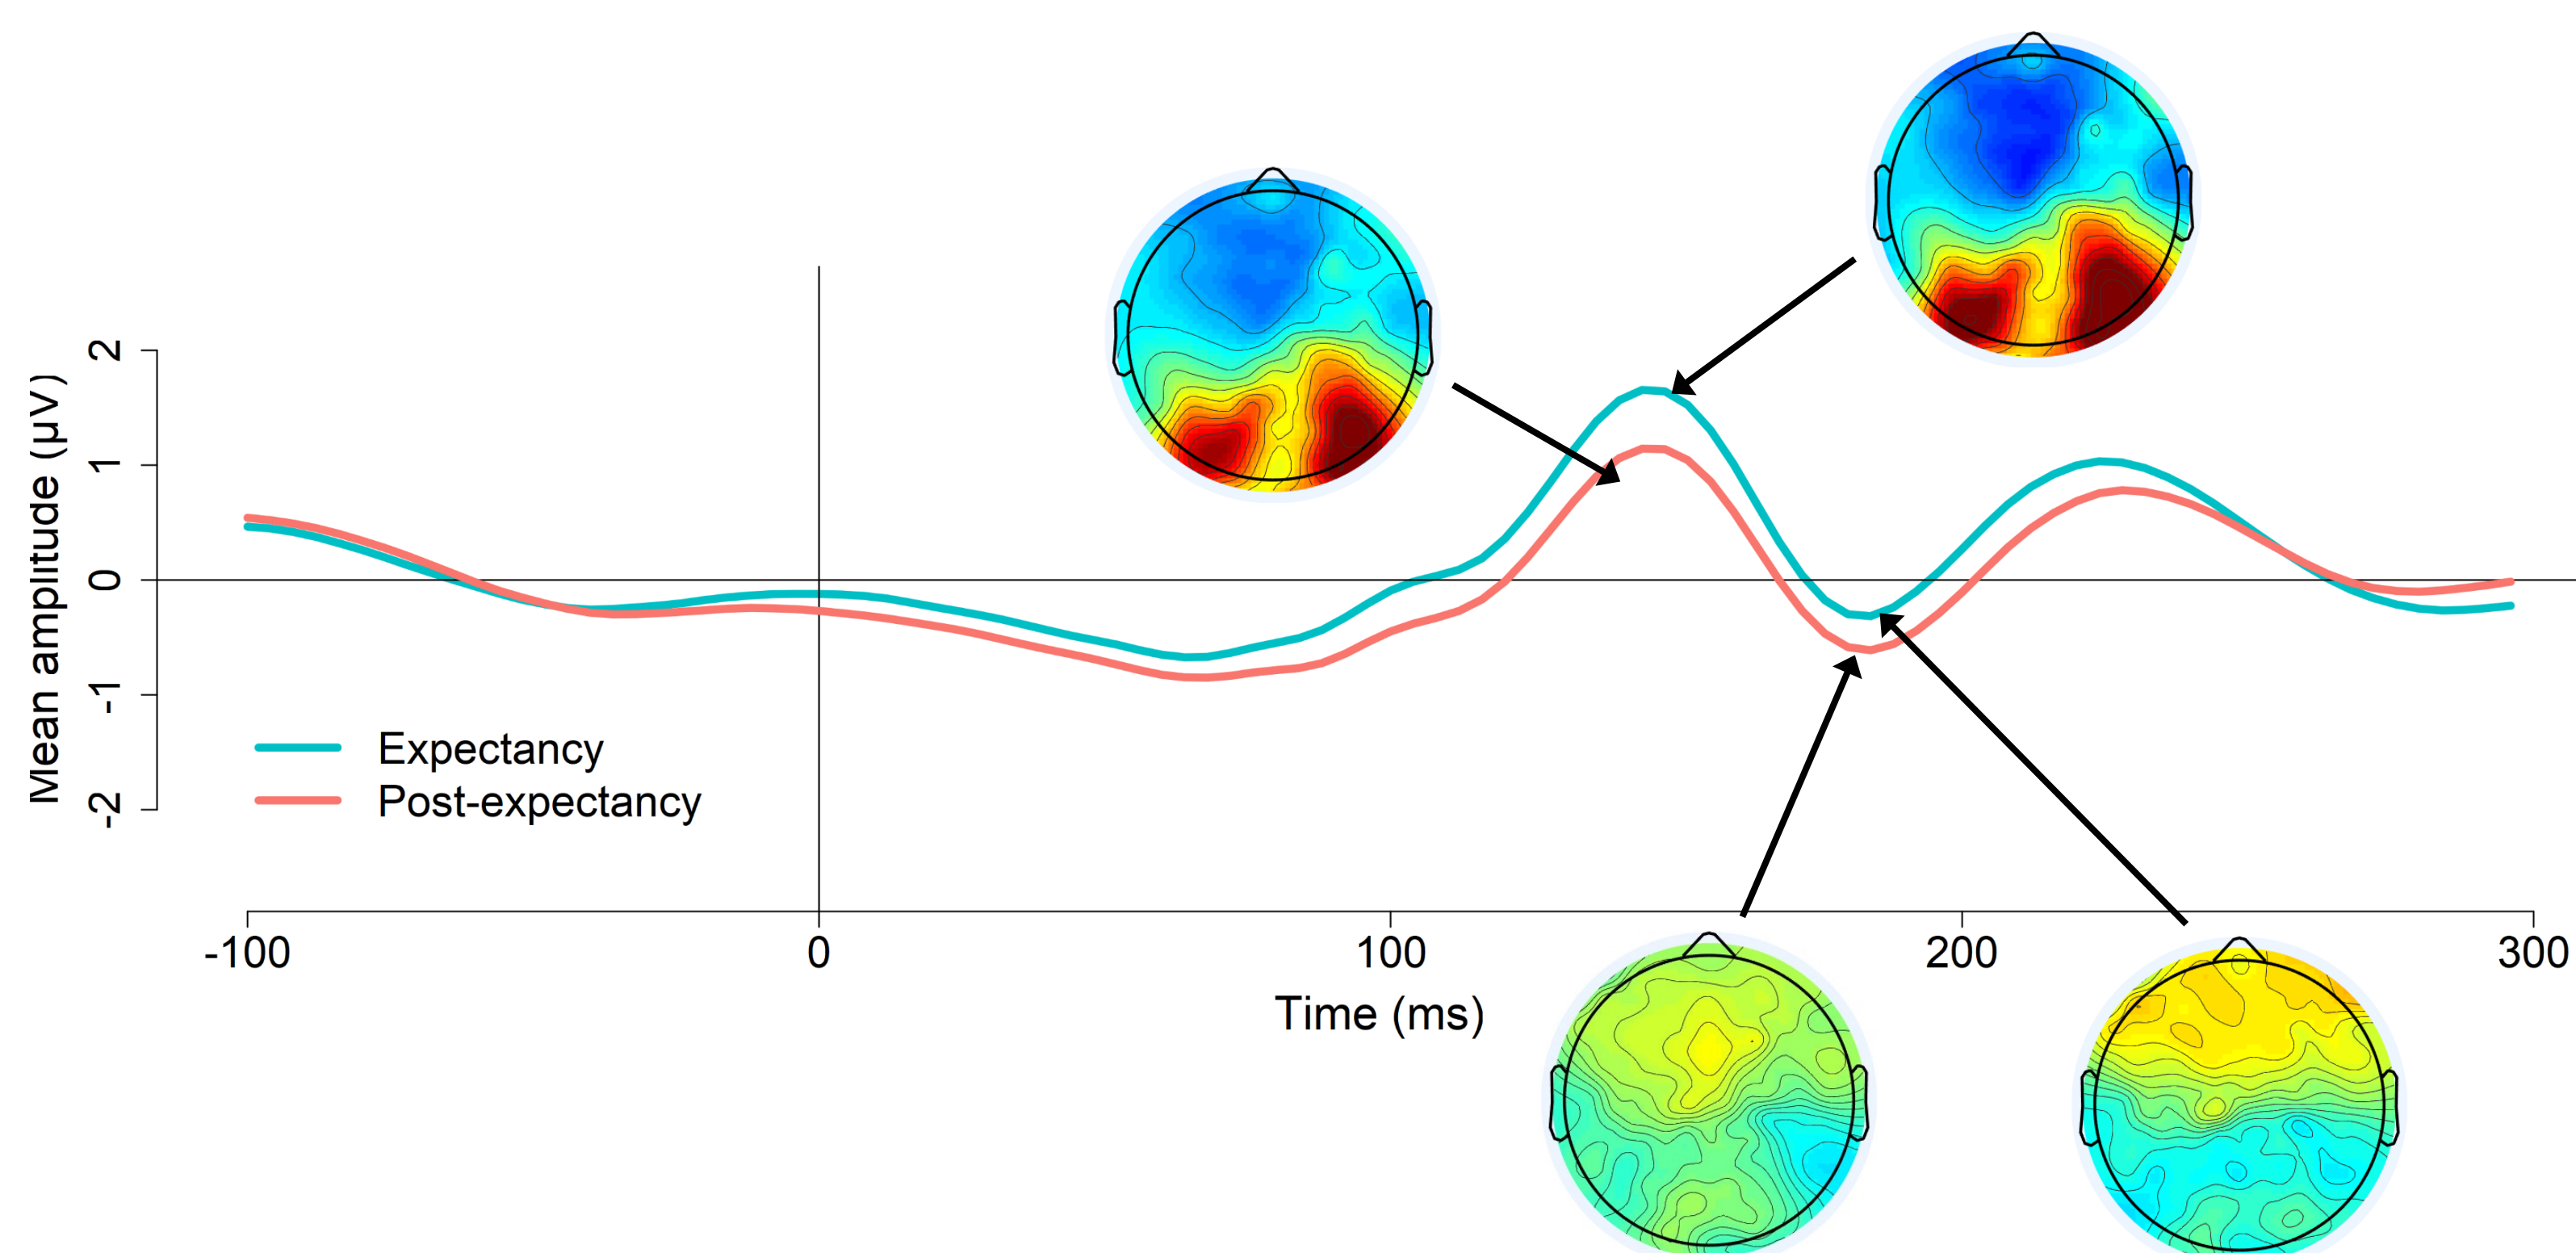 Mean amplitude (μV)
2
1
0
-1
-2
Expectancy
Post-expectancy
-100
0
100
200
300
Time (ms)